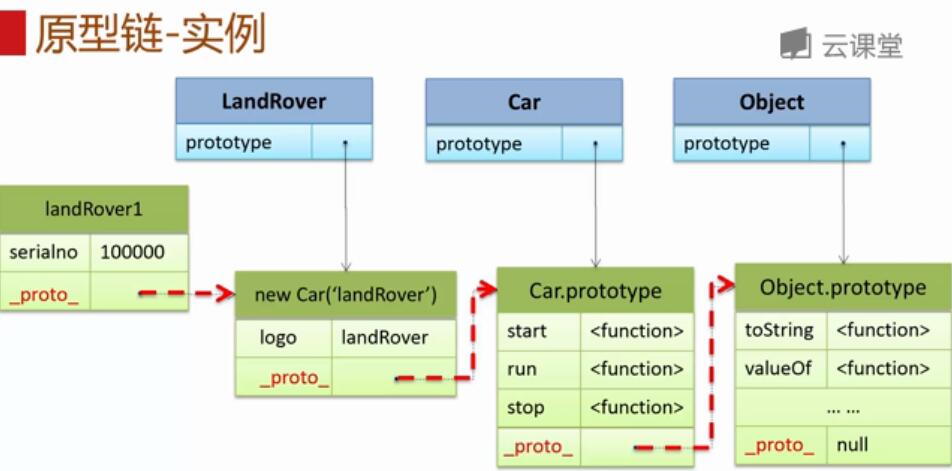 原型链-实例
云课堂
LandRover
prototype
Car
prototype
Object
prototype
landRover1
serialno 100000
_proto_
new Car(‘landRover’)
logo landRover
_proto_
Car.prototype
start <function>
run <function>
stop <function>
_proto_
Object.prototype
toString <function>
valueOf <function>
... ...
_proto_ null